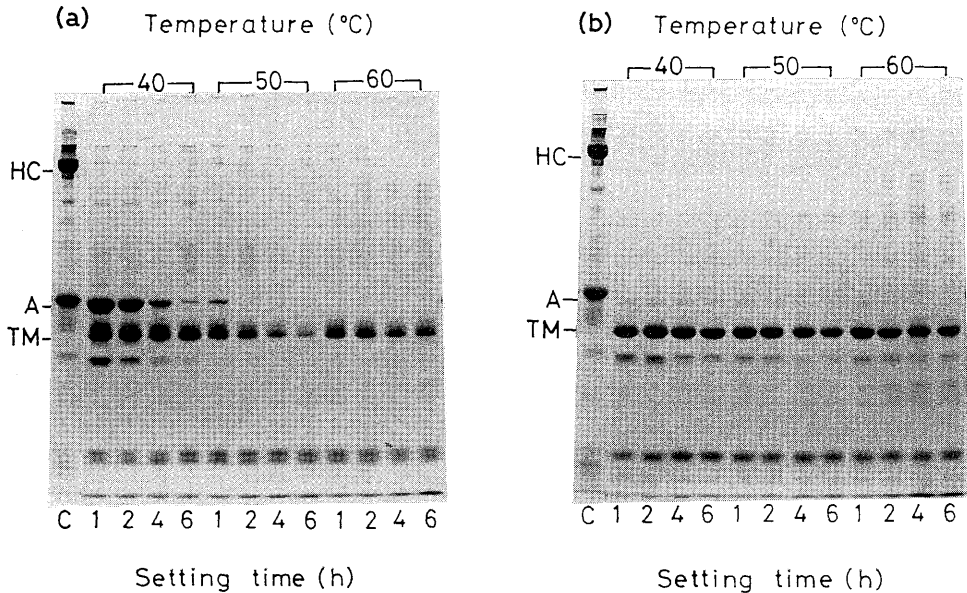 (a) Temperature (°C)
40 50 60
HC
A
TM
C 1 2 4 6 1 2 4 6 1 2 4 6
Setting time (h)
(b) Temperature (°C)
40 50 60
HC
A
TM
C 1 2 4 6 1 2 4 6 1 2 4 6
Setting time (h)